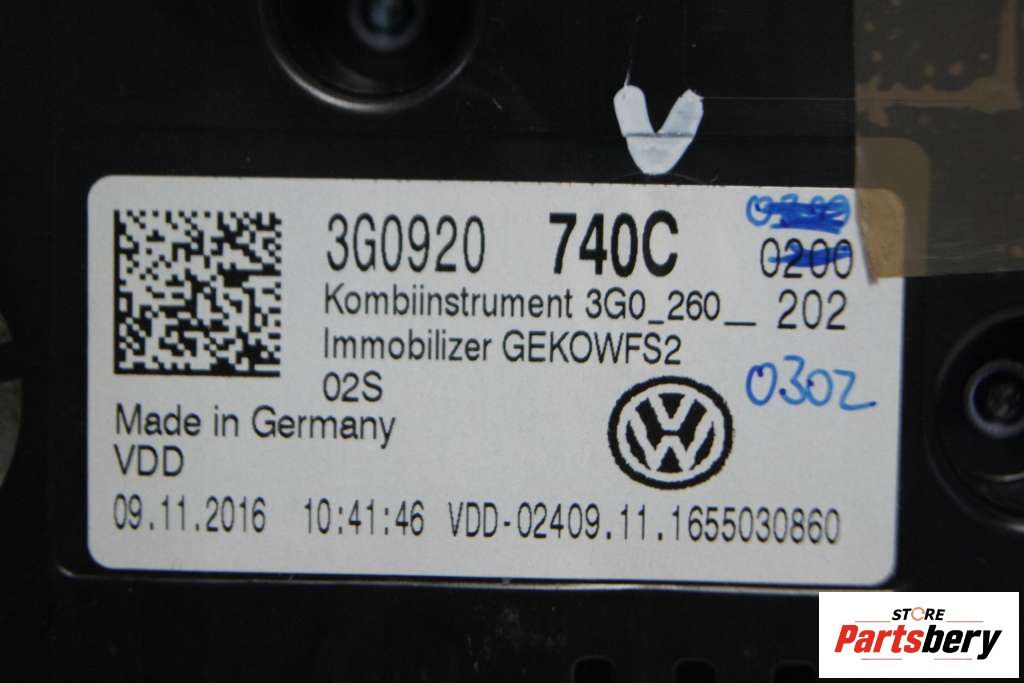 3G0920 740C 0200
Kombiinstrument 3G0_260__ 202
Immobilizer GEKOWFS2
02S
0302
Made in Germany
VDD
09.11.2016 10:41:46 VDD-02409.11.1655030860
STORE
Partsbery